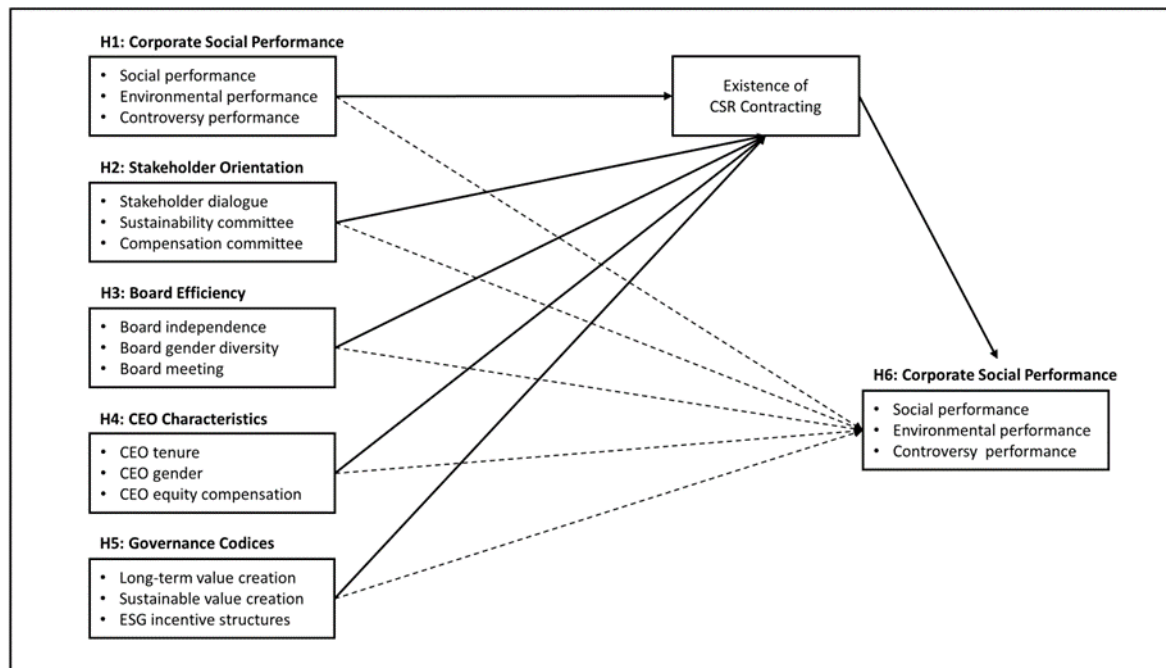 H1: Corporate Social Performance
• Social performance
• Environmental performance
• Controversy performance
Existence of
CSR Contracting
H2: Stakeholder Orientation
• Stakeholder dialogue
• Sustainability committee
• Compensation committee
H3: Board Efficiency
• Board independence
• Board gender diversity
• Board meeting
H4: CEO Characteristics
• CEO tenure
• CEO gender
• CEO equity compensation
H5: Governance Codices
• Long-term value creation
• Sustainable value creation
• ESG incentive structures
H6: Corporate Social Performance
• Social performance
• Environmental performance
• Controversy performance